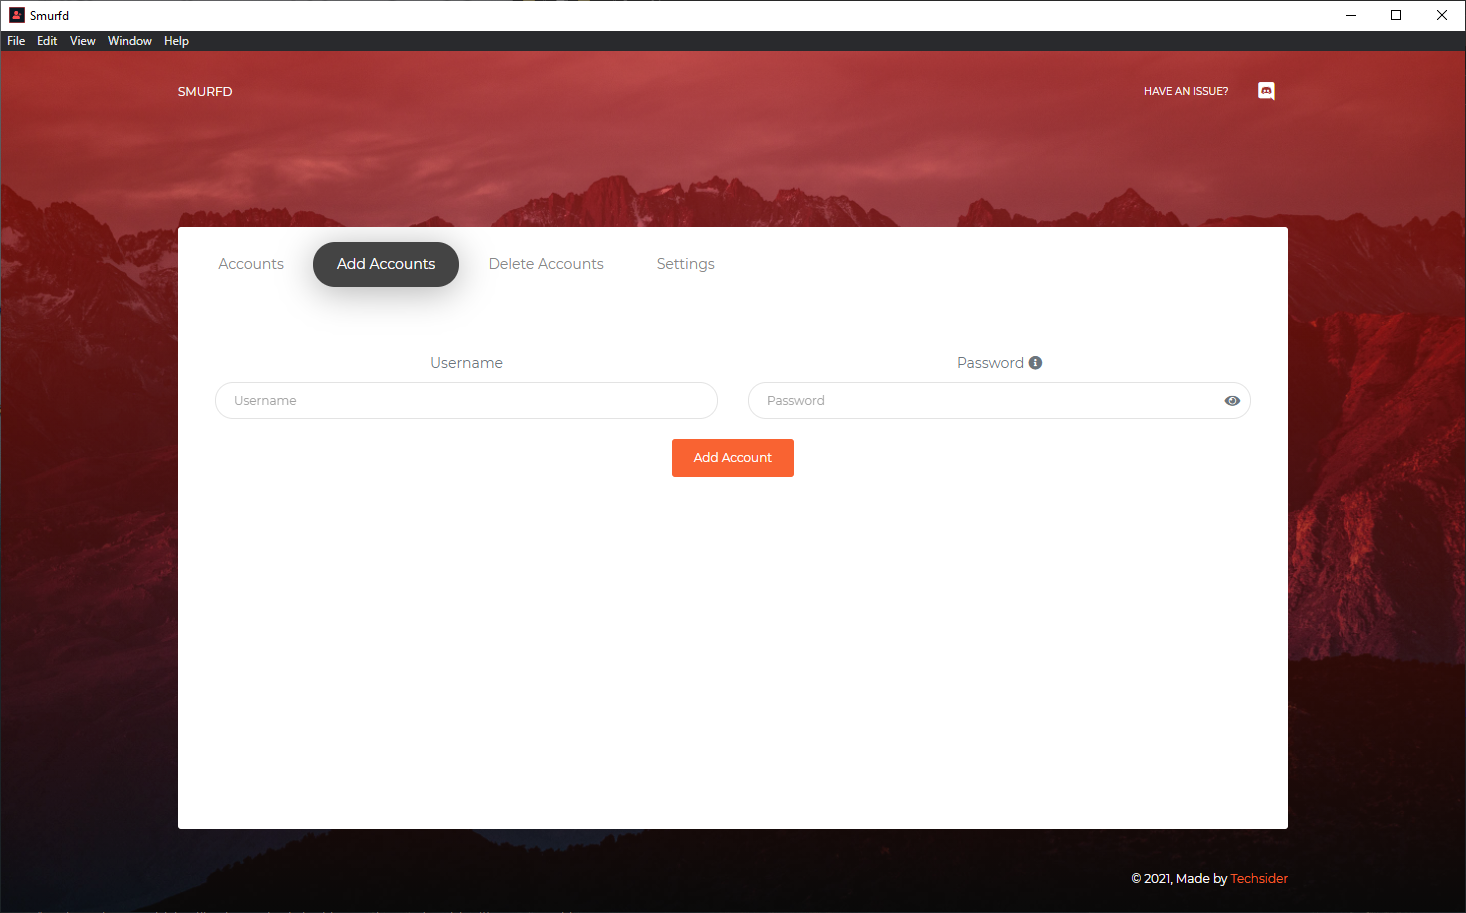 Smurfd
File Edit View Window Help
SMURFD
HAVE AN ISSUE?
Accounts Add Accounts Delete Accounts Settings
Username Password
Username Password
Add Account
© 2021, Made by Techsider